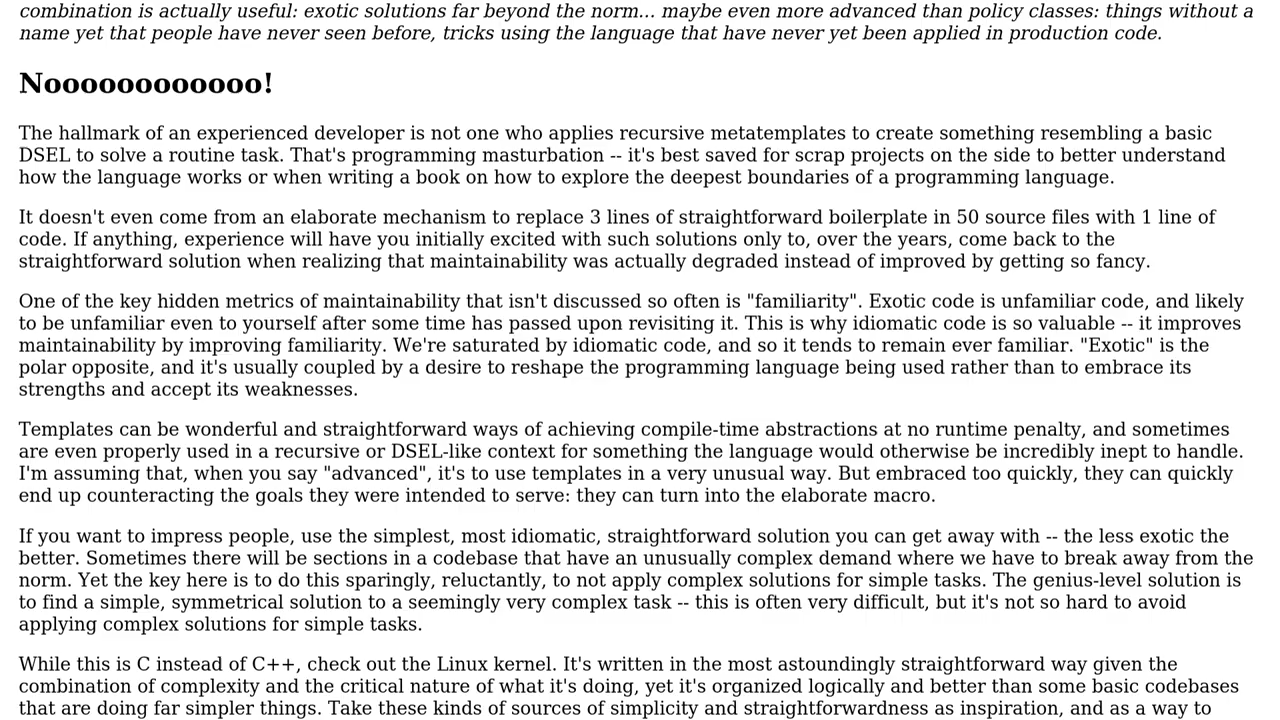 combination is actually useful: exotic solutions far beyond the norm... maybe even more advanced than policy classes: things without a
name yet that people have never seen before, tricks using the language that have never yet been applied in production code.
Noooooooooooo!
The hallmark of an experienced developer is not one who applies recursive metatemplates to create something resembling a basic
DSEL to solve a routine task. That's programming masturbation -- it's best saved for scrap projects on the side to better understand
how the language works or when writing a book on how to explore the deepest boundaries of a programming language.
It doesn't even come from an elaborate mechanism to replace 3 lines of straightforward boilerplate in 50 source files with 1 line of
code. If anything, experience will have you initially excited with such solutions only to, over the years, come back to the
straightforward solution when realizing that maintainability was actually degraded instead of improved by getting so fancy.
One of the key hidden metrics of maintainability that isn't discussed so often is "familiarity". Exotic code is unfamiliar code, and likely
to be unfamiliar even to yourself after some time has passed upon revisiting it. This is why idiomatic code is so valuable -- it improves
maintainability by improving familiarity. We're saturated by idiomatic code, and so it tends to remain ever familiar. "Exotic" is the
polar opposite, and it's usually coupled by a desire to reshape the programming language being used rather than to embrace its
strengths and accept its weaknesses.
Templates can be wonderful and straightforward ways of achieving compile-time abstractions at no runtime penalty, and sometimes
are even properly used in a recursive or DSEL-like context for something the language would otherwise be incredibly inept to handle.
I'm assuming that, when you say "advanced", it's to use templates in a very unusual way. But embraced too quickly, they can quickly
end up counteracting the goals they were intended to serve: they can turn into the elaborate macro.
If you want to impress people, use the simplest, most idiomatic, straightforward solution you can get away with -- the less exotic the
better. Sometimes there will be sections in a codebase that have an unusually complex demand where we have to break away from the
norm. Yet the key here is to do this sparingly, reluctantly, to not apply complex solutions for simple tasks. The genius-level solution is
to find a simple, symmetrical solution to a seemingly very complex task -- this is often very difficult, but it's not so hard to avoid
applying complex solutions for simple tasks.
While this is C instead of C++, check out the Linux kernel. It's written in the most astoundingly straightforward way given the
combination of complexity and the critical nature of what it's doing, yet it's organized logically and better than some basic codebases
that are doing far simpler things. Take these kinds of sources of simplicity and straightforwardness as inspiration, and as a way to